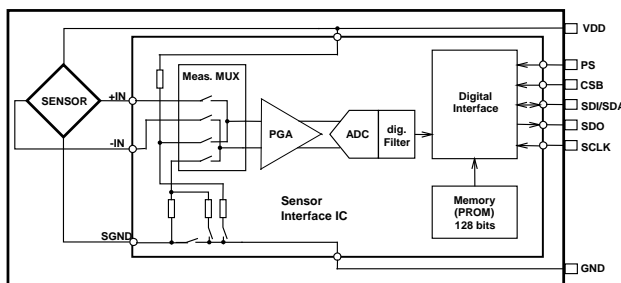 VDD
PS
CSB
SDI/SDA
SDO
SCLK
GND
SENSOR
+IN
-IN
SGND
Meas. MUX
PGA
ADC
dig.
Filter
Digital
Interface
Memory
(PROM)
128 bits
Sensor
Interface IC